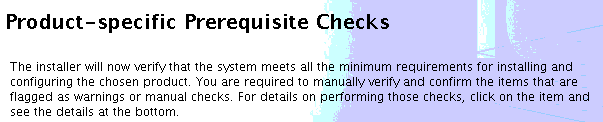 Product-specific Prerequisite Checks
The installer will now verify that the system meets all the minimum requirements for installing and
configuring the chosen product. You are required to manually verify and confirm the items that are
flagged as warnings or manual checks. For details on performing those checks, click on the item and
see the details at the bottom.